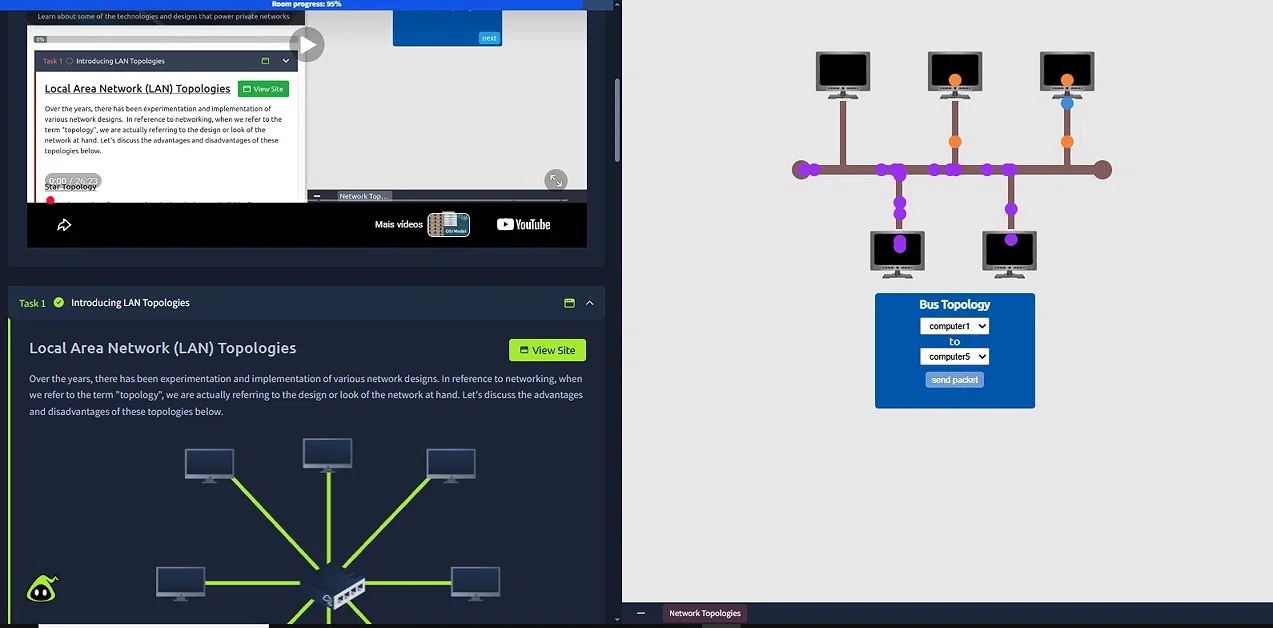 Room progress: 95%
Learn about some of the technologies and designs that power private networks
0%
next
Task 1 Introducing LAN Topologies
Local Area Network (LAN) Topologies
View Site
Over the years, there has been experimentation and implementation of
various network designs. In reference to networking, when we refer to the
term "topology", we are actually referring to the design or look of the
network at hand. Let's discuss the advantages and disadvantages of these
topologies below.
0:00 / 26:23
Star Topology
Network Top...
Mais vídeos
OSI Model
YouTube
Task 1 Introducing LAN Topologies
Local Area Network (LAN) Topologies
View Site
Over the years, there has been experimentation and implementation of various network designs. In reference to networking, when
we refer to the term "topology", we are actually referring to the design or look of the network at hand. Let's discuss the advantages
and disadvantages of these topologies below.
Bus Topology
computer1
to
computer5
send packet
Network Topologies